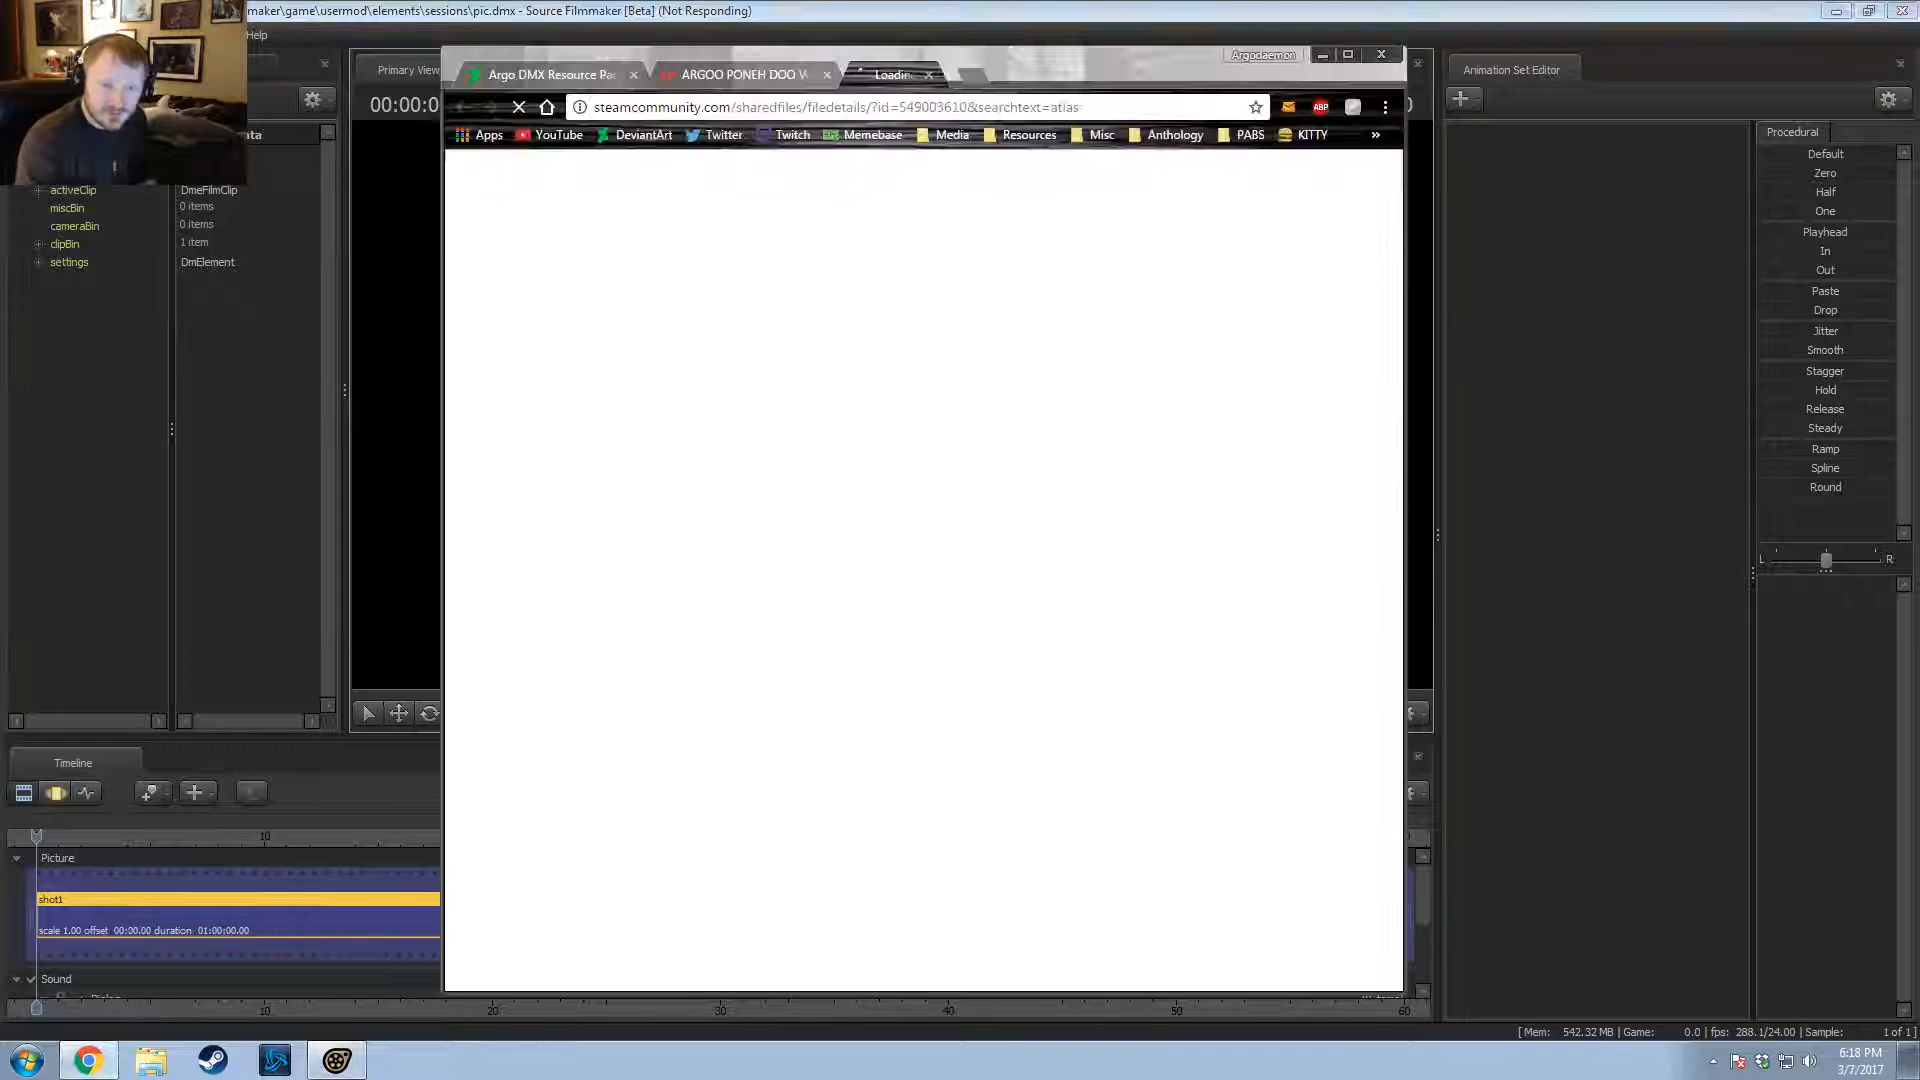 maker\game\usermod\elements\sessions\pic.dmx - Source Filmmaker [Beta] (Not Responding)
Help
Argodaemon
Primary View
Argo DMX Resource Pa
ARGOO PONEH DOO
Loadin
Animation Set Editor
00:00:0
steamcommunity.com/sharedfiles/filedetails/?id=549003610&searchtext=atlas
ABP
Apps
YouTube
DeviantArt
Twitter
Twitch
Memebase
Media
Resources
Misc
Anthology
PABS
KITTY
»
activeClip
DmeFilmClip
miscBin
0 items
cameraBin
0 items
clipBin
1 item
settings
DmElement
Procedural
Default
Zero
Half
One
Playhead
In
Out
Paste
Drop
Jitter
Smooth
Stagger
Hold
Release
Steady
Ramp
Spline
Round
L
R
Timeline
10
Picture
shot1
scale 1.00 offset 00:00.00 duration 01:00:00.00
Sound
10
20
30
40
50
60
[ Mem: 542.32 MB | Game: 0.0 | fps: 288.1/24.00 | Sample: 1 of 1 ]
6:18 PM
3/7/2017